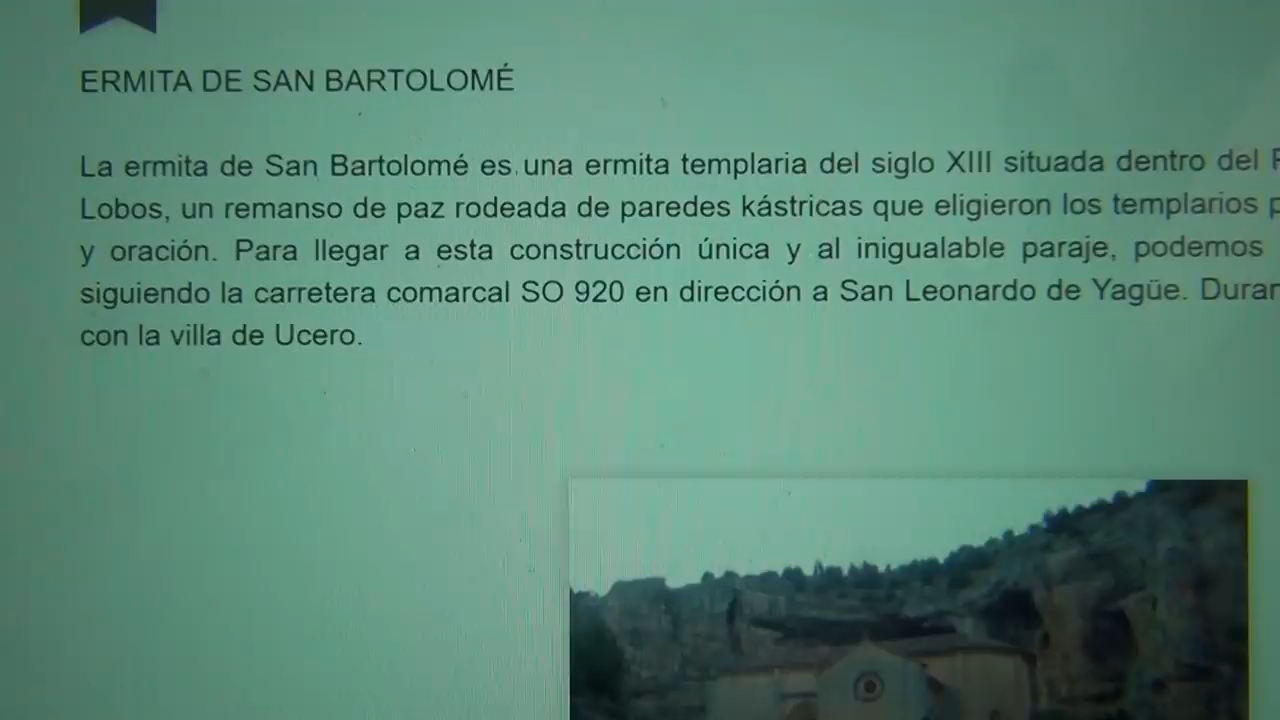 ERMITA DE SAN BARTOLOMÉ
La ermita de San Bartolomé es una ermita templaria del siglo XIII situada dentro del
Lobos, un remanso de paz rodeada de paredes kástricas que eligieron los templarios
y oración. Para llegar a esta construcción única y al inigualable paraje, podemos
siguiendo la carretera comarcal SO 920 en dirección a San Leonardo de Yagüe.
con la villa de Ucero.